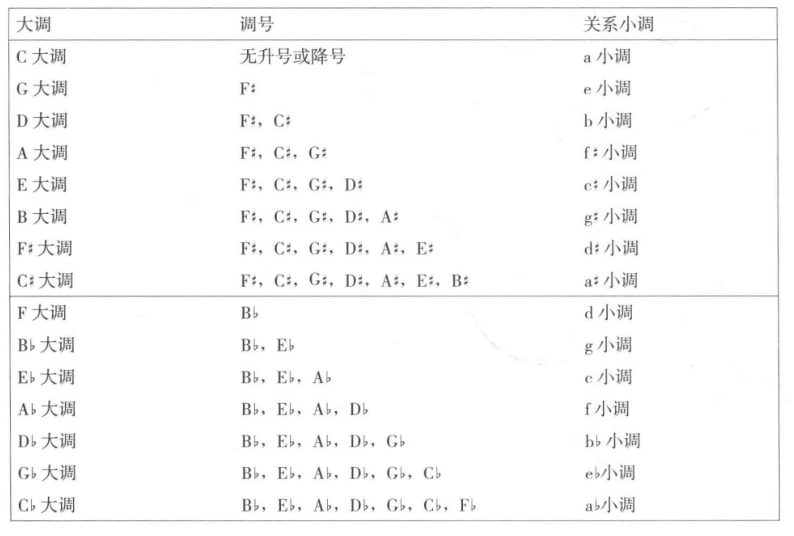 大调 调号 关系小调
C 大调 无升号或降号 a 小调
G 大调 F♯ e 小调
D 大调 F♯，C♯ b 小调
A 大调 F♯，C♯，G♯ f♯小调
E 大调 F♯，C♯，G♯，D♯ c♯小调
B 大调 F♯，C♯，G♯，D♯，A♯ g♯小调
F♯大调 F♯，C♯，G♯，D♯，A♯，E♯ d♯小调
C♯大调 F♯，C♯，G♯，D♯，A♯，E♯，B♯ a♯小调
F 大调 B♭ d 小调
B♭大调 B♭，E♭ g 小调
E♭大调 B♭，E♭，A♭ c 小调
A♭大调 B♭，E♭，A♭，D♭ f 小调
D♭大调 B♭，E♭，A♭，D♭，G♭ b♭小调
G♭大调 B♭，E♭，A♭，D♭，G♭，C♭ e♭小调
C♭大调 B♭，E♭，A♭，D♭，G♭，C♭，F♭ a♭小调